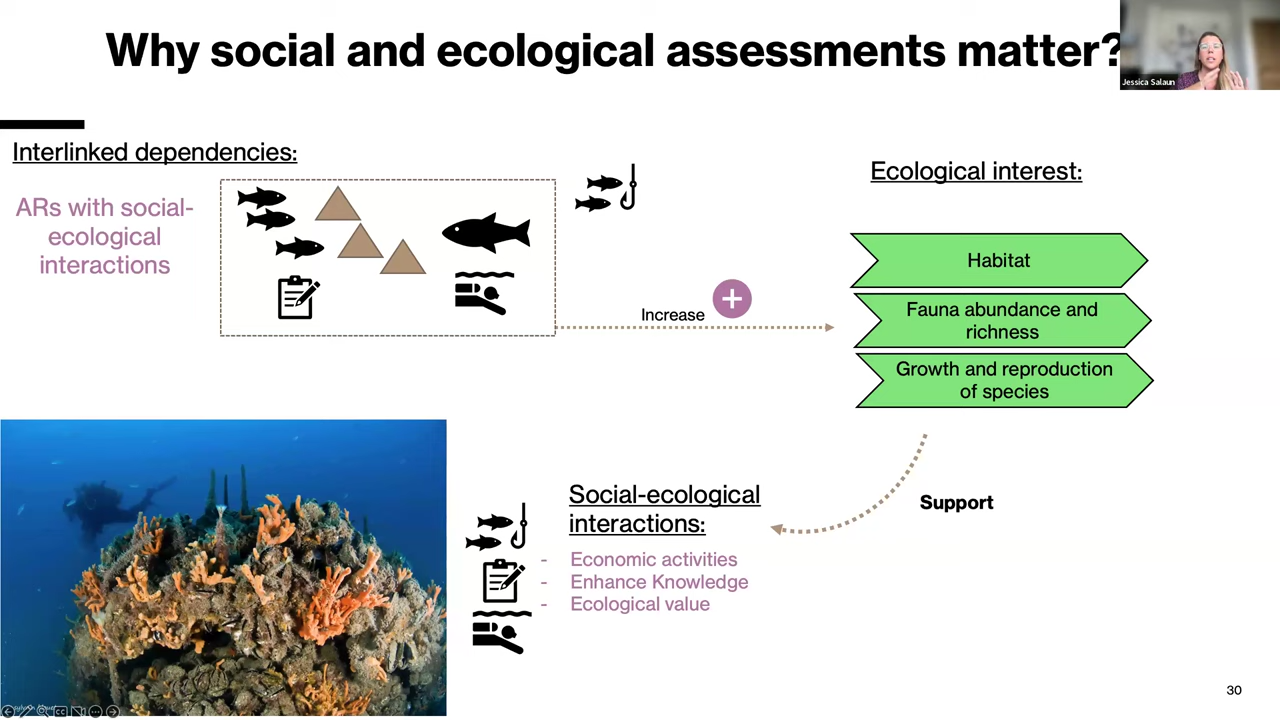 Why social and ecological assessments matter?
Jessica Salaun
Interlinked dependencies:
ARs with social-
ecological
interactions
Increase
Ecological interest:
Habitat
Fauna abundance and
richness
Growth and reproduction
of species
Support
Social-ecological
interactions:
- Economic activities
- Enhance Knowledge
- Ecological value
30